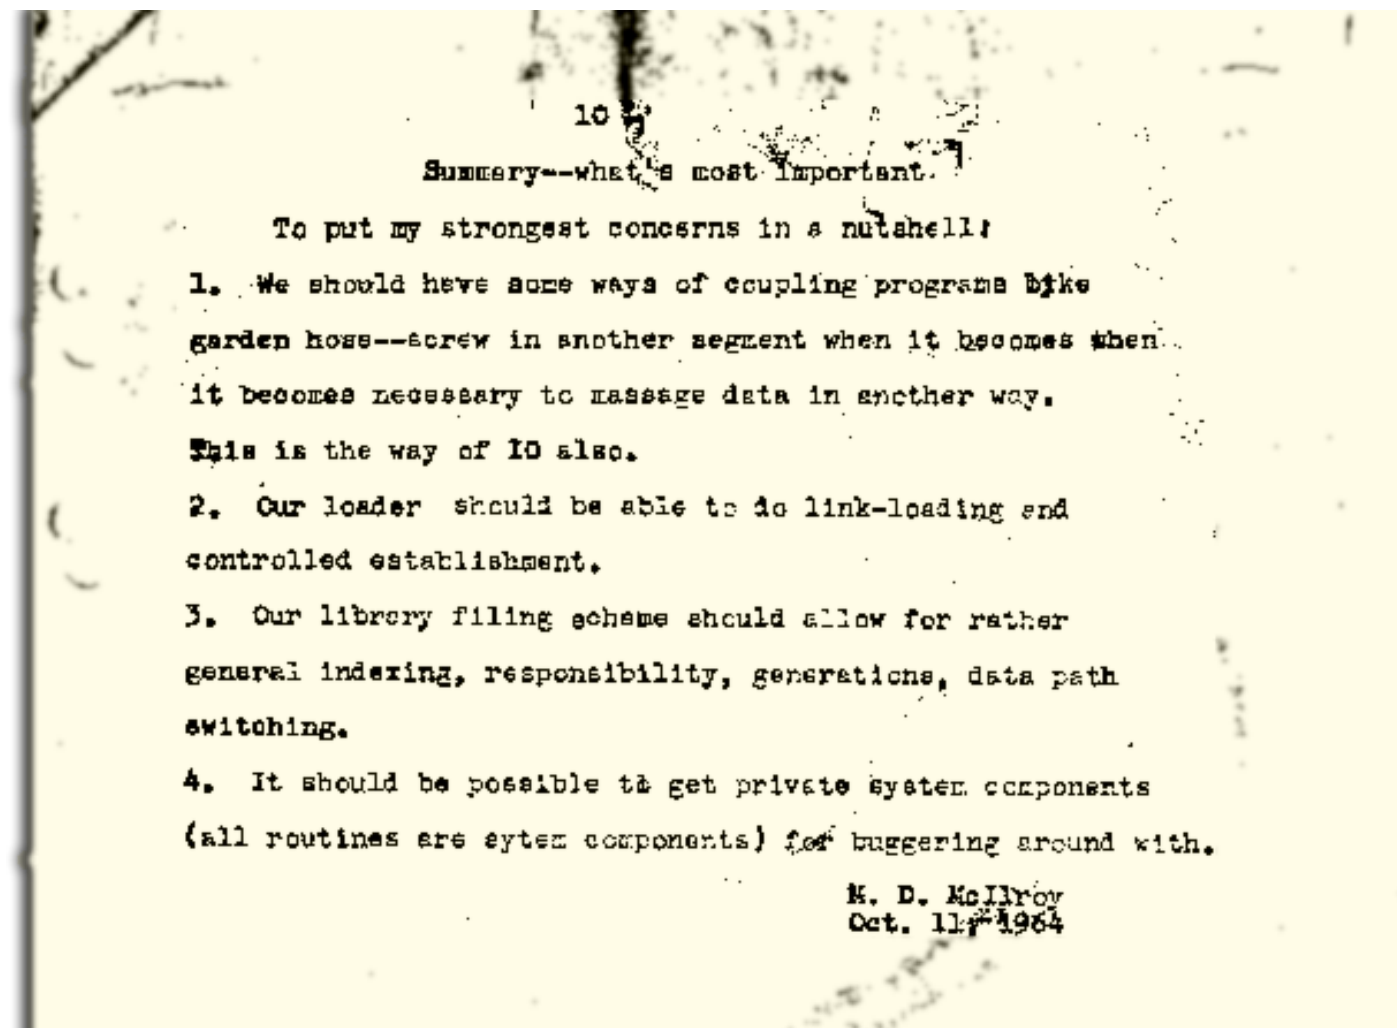 10
Summary--what's most important.
To put my strongest concerns in a nutshell:
1. We should have some ways of coupling programs like
garden hose--screw in another segment when it becomes when
it becomes necessary to massage data in another way.
This is the way of IO also.
2. Our loader should be able to do link-loading and
controlled establishment.
3. Our library filing scheme should allow for rather
general indexing, responsibility, generations, data path
switching.
4. It should be possible to get private system components
(all routines are sytem components) for buggering around with.
M. D. McIlroy
Oct. 11, 1964